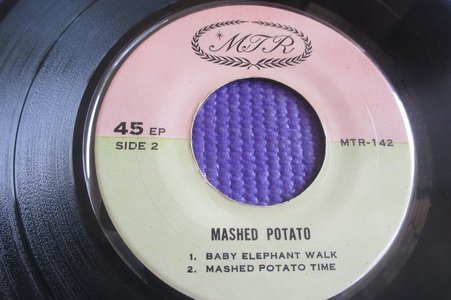 MTR
45 EP
SIDE 2
MTR-142
MASHED POTATO
1. BABY ELEPHANT WALK
2. MASHED POTATO TIME